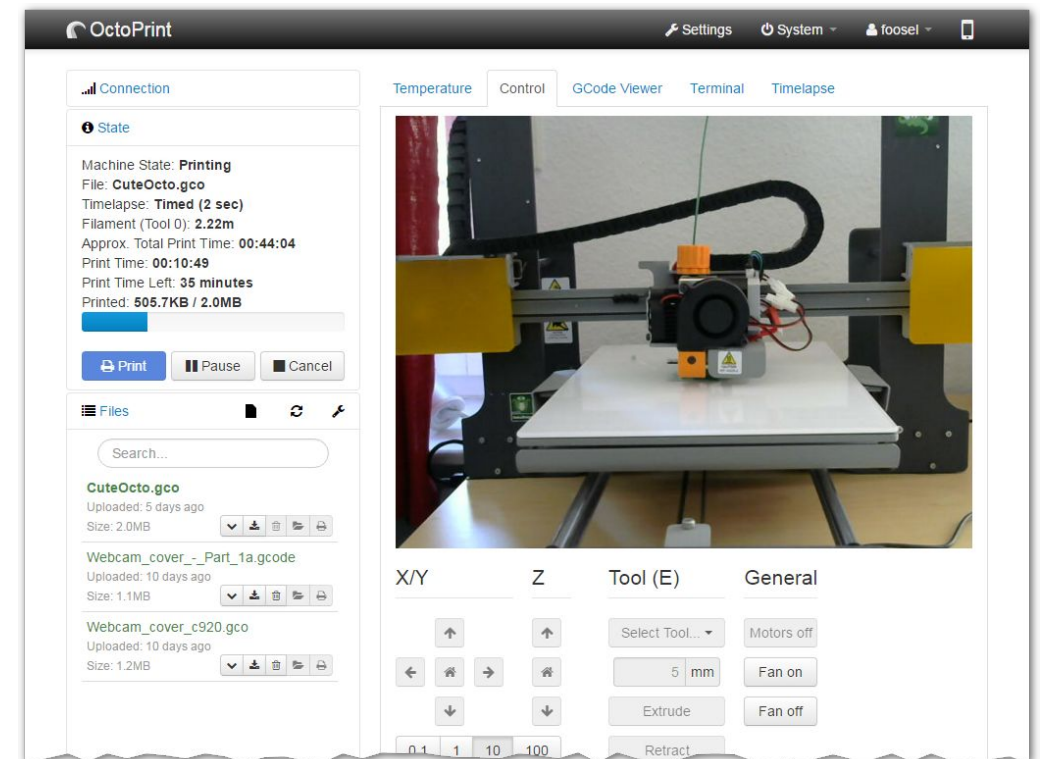 OctoPrint
Settings
System
foosel
Connection
State
Machine State: Printing
File: CuteOcto.gco
Timelapse: Timed (2 sec)
Filament (Tool 0): 2.22m
Approx. Total Print Time: 00:44:04
Print Time: 00:10:49
Print Time Left: 35 minutes
Printed: 505.7KB / 2.0MB
Print
Pause
Cancel
Files
Search...
CuteOcto.gco
Uploaded: 5 days ago
Size: 2.0MB
Webcam_cover_-_Part_1a.gcode
Uploaded: 10 days ago
Size: 1.1MB
Webcam_cover_c920.gco
Uploaded: 10 days ago
Size: 1.2MB
Temperature
Control
GCode Viewer
Terminal
Timelapse
X/Y
Z
Tool (E)
General
Select Tool...
Motors off
5 mm
Fan on
Extrude
Fan off
0.1
1
10
100
Retract